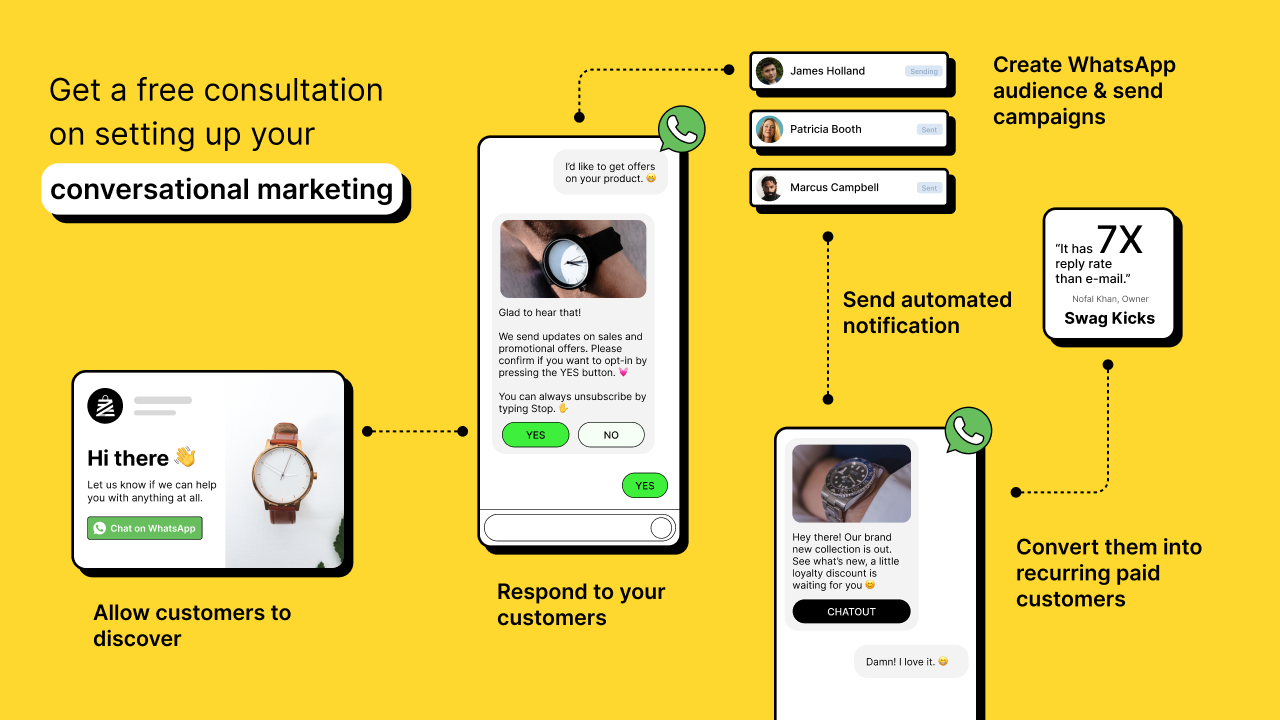 Get a free consultation
on setting up your
conversational marketing
Hi there 👋
Let us know if we can help
you with anything at all.
Chat on WhatsApp
Allow customers to
discover
I'd like to get offers
on your product. 😊
Glad to hear that!
We send updates on sales and
promotional offers. Please
confirm if you want to opt-in by
pressing the YES button. 💓
You can always unsubscribe by
typing Stop. ✋
YES
NO
YES
Respond to your
customers
James Holland
Sending
Patricia Booth
Sent
Marcus Campbell
Sent
Create WhatsApp
audience & send
campaigns
Send automated
notification
Hey there! Our brand
new collection is out.
See what's new, a little
loyalty discount is
waiting for you 😊
CHATOUT
Damn! I love it. 😊
“It has 7X
reply rate
than e-mail.”
Nofal Khan, Owner
Swag Kicks
Convert them into
recurring paid
customers